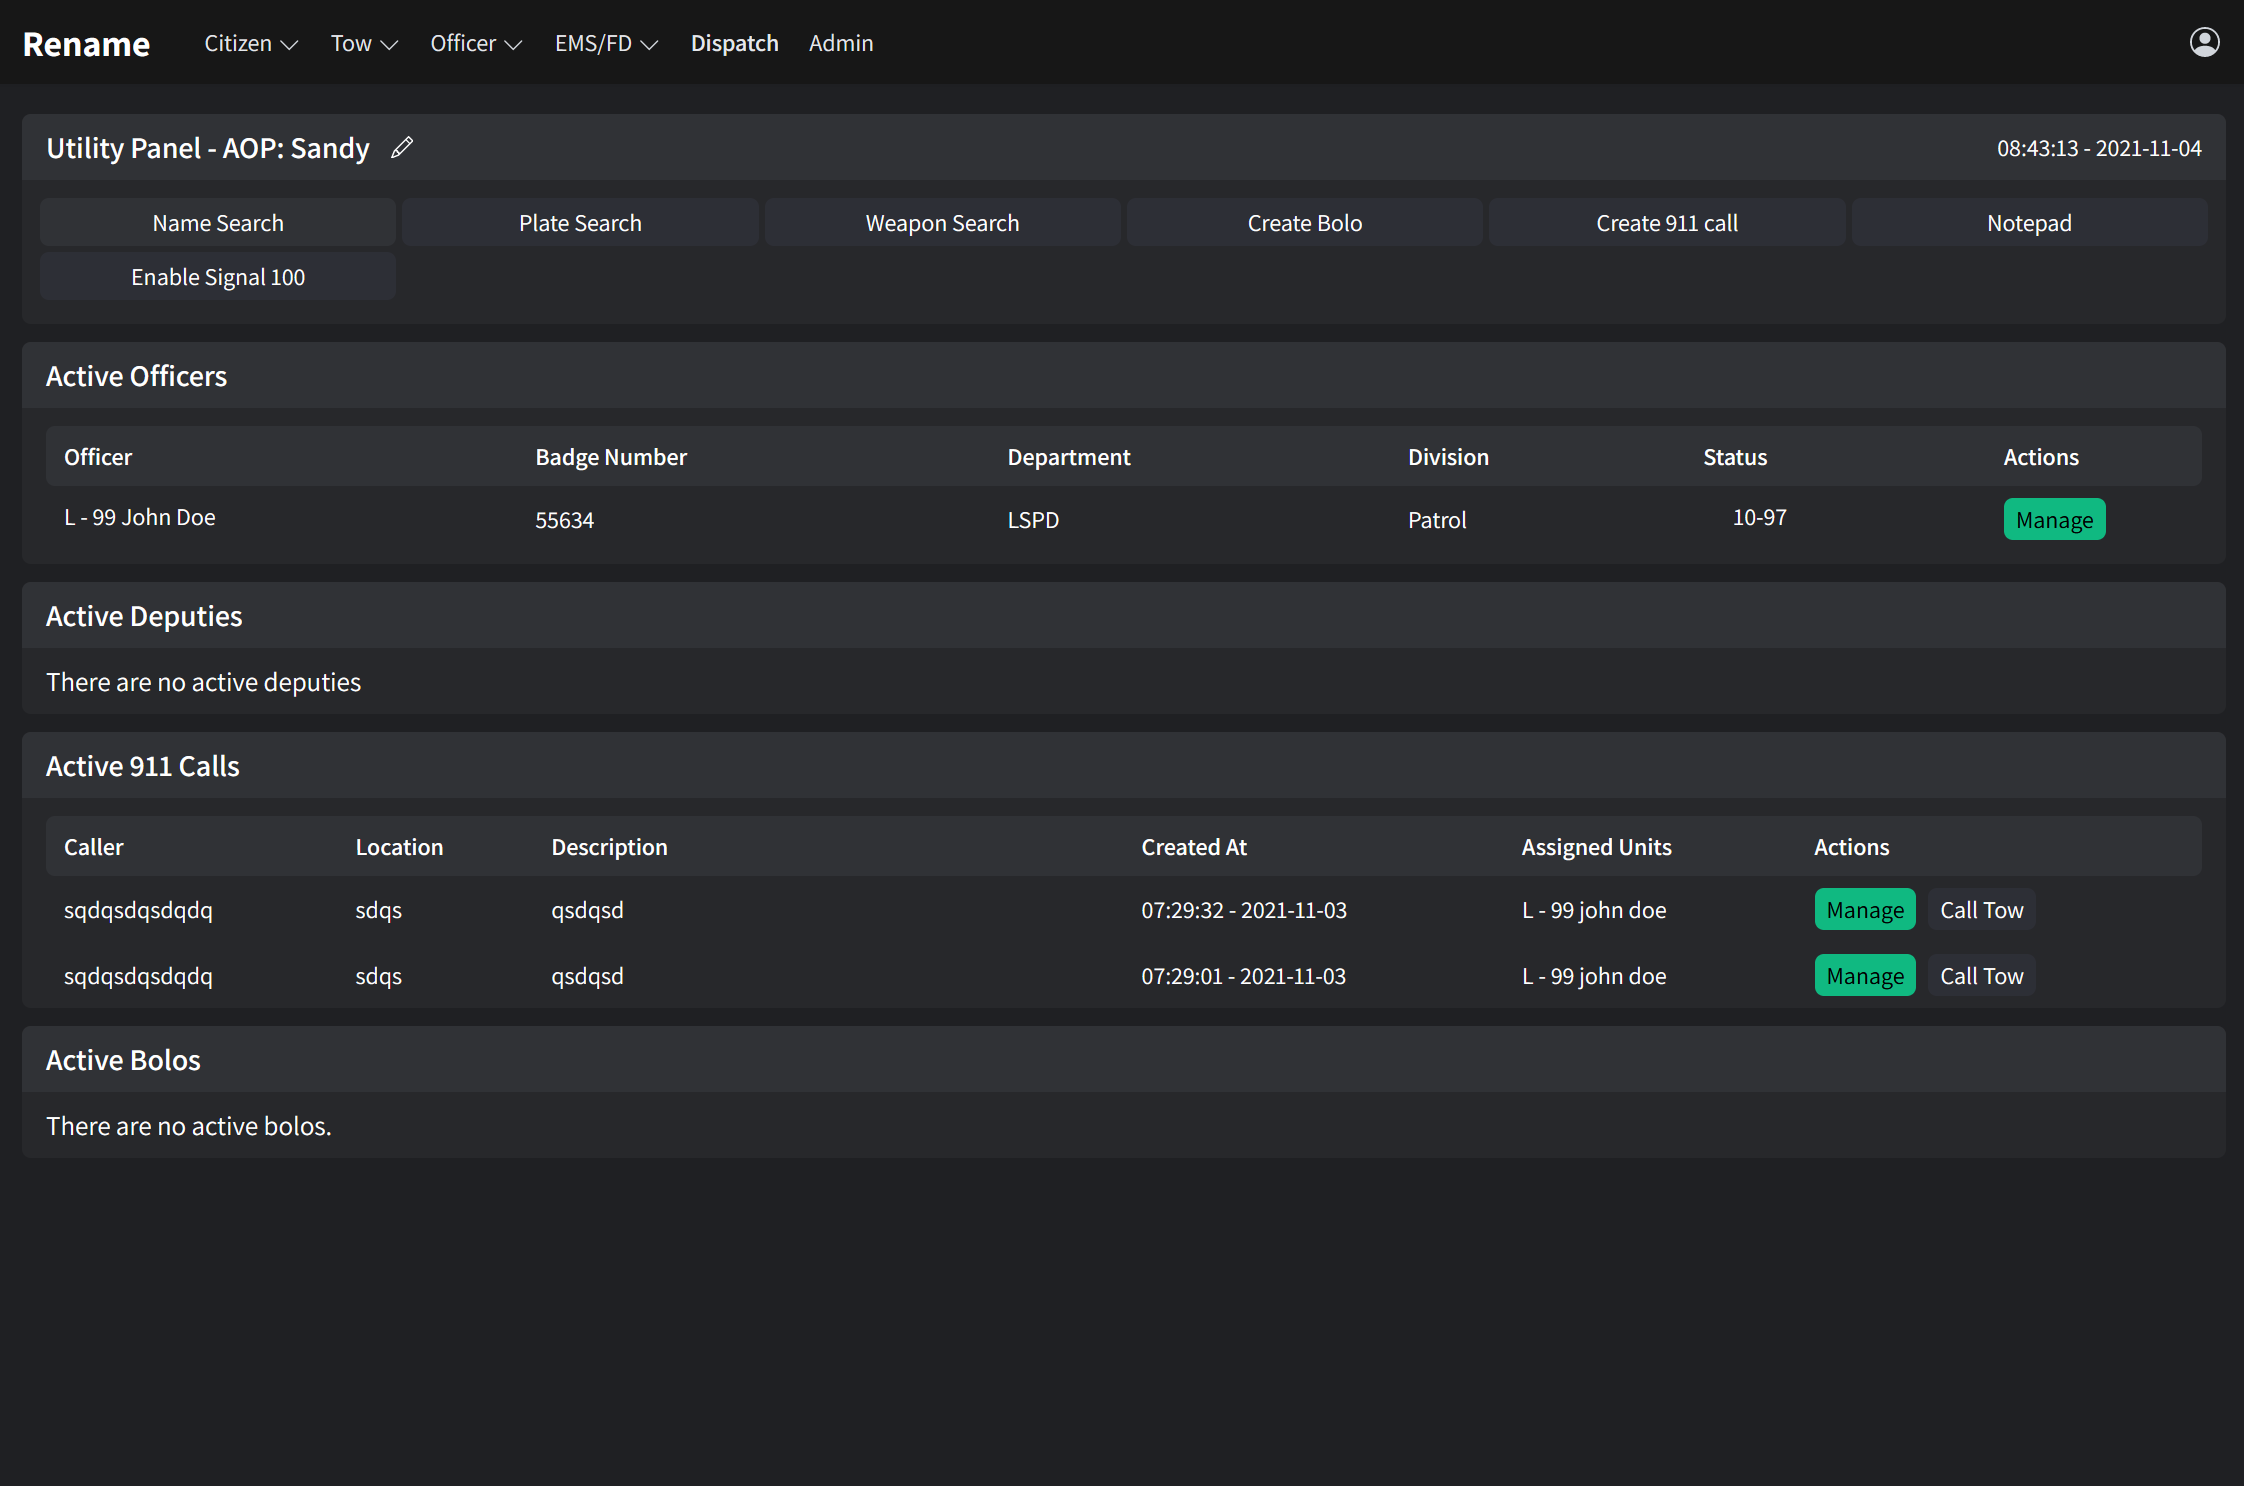 Rename Citizen Tow Officer EMS/FD Dispatch Admin
Utility Panel - AOP: Sandy 08:43:13 - 2021-11-04
Name Search Plate Search Weapon Search Create Bolo Create 911 call Notepad
Enable Signal 100
Active Officers
Officer Badge Number Department Division Status Actions
L - 99 John Doe 55634 LSPD Patrol 10-97 Manage
Active Deputies
There are no active deputies
Active 911 Calls
Caller Location Description Created At Assigned Units Actions
sqdqsdqsdqdq sdqs qsdqsd 07:29:32 - 2021-11-03 L - 99 john doe Manage Call Tow
sqdqsdqsdqdq sdqs qsdqsd 07:29:01 - 2021-11-03 L - 99 john doe Manage Call Tow
Active Bolos
There are no active bolos.